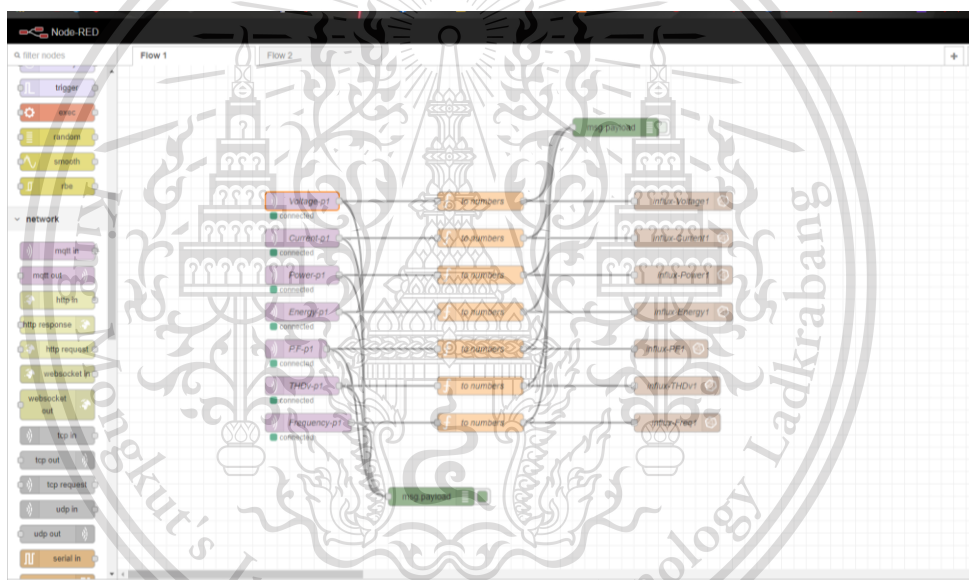 Node-RED
filter nodes
Flow 1
Flow 2
trigger
exec
random
smooth
rbe
network
mqtt in
mqtt out
http in
http response
http request
websocket in
websocket
out
tcp in
tcp out
tcp request
udp in
udp out
serial in
msg.payload
Voltage-p1
connected
to numbers
influx-Voltage1
Current-p1
connected
to numbers
influx-Current1
Power-p1
connected
to numbers
influx-Power1
Energy-p1
connected
to numbers
influx-Energy1
PF-p1
connected
to numbers
influx-PF1
THDv-p1
connected
to numbers
influx-THDv1
Frequency-p1
connected
to numbers
influx-Freq1
msg.payload
King Mongkut's
Ladkrabang